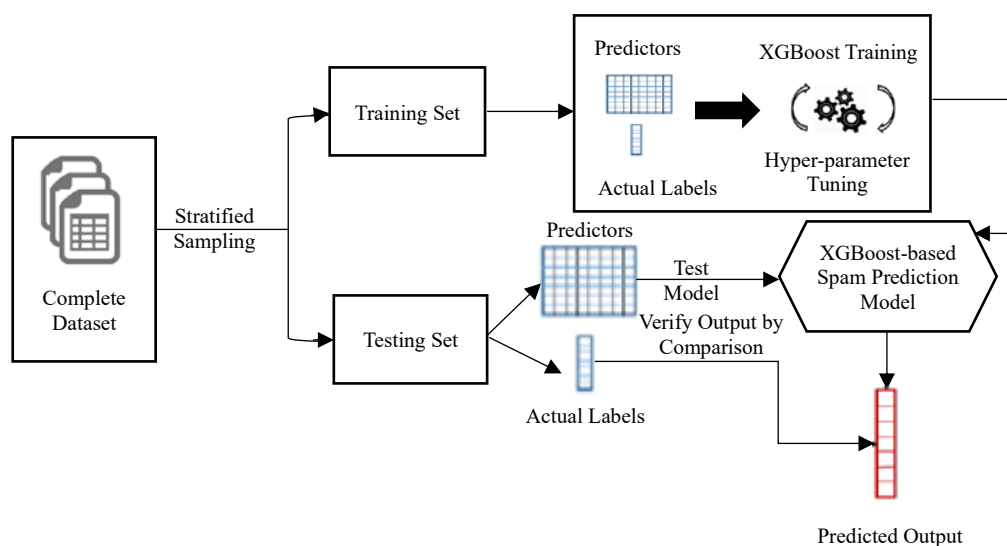 Complete
Dataset
Stratified
Sampling
Training Set
Predictors
Actual Labels
XGBoost Training
Hyper-parameter
Tuning
Testing Set
Predictors
Actual Labels
Test
Model
Verify Output by
Comparison
XGBoost-based
Spam Prediction
Model
Predicted Output